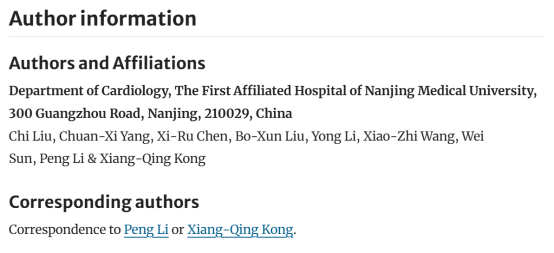 Author information
Authors and Affiliations
Department of Cardiology, The First Affiliated Hospital of Nanjing Medical University,
300 Guangzhou Road, Nanjing, 210029, China
Chi Liu, Chuan-Xi Yang, Xi-Ru Chen, Bo-Xun Liu, Yong Li, Xiao-Zhi Wang, Wei
Sun, Peng Li & Xiang-Qing Kong
Corresponding authors
Correspondence to Peng Li or Xiang-Qing Kong.